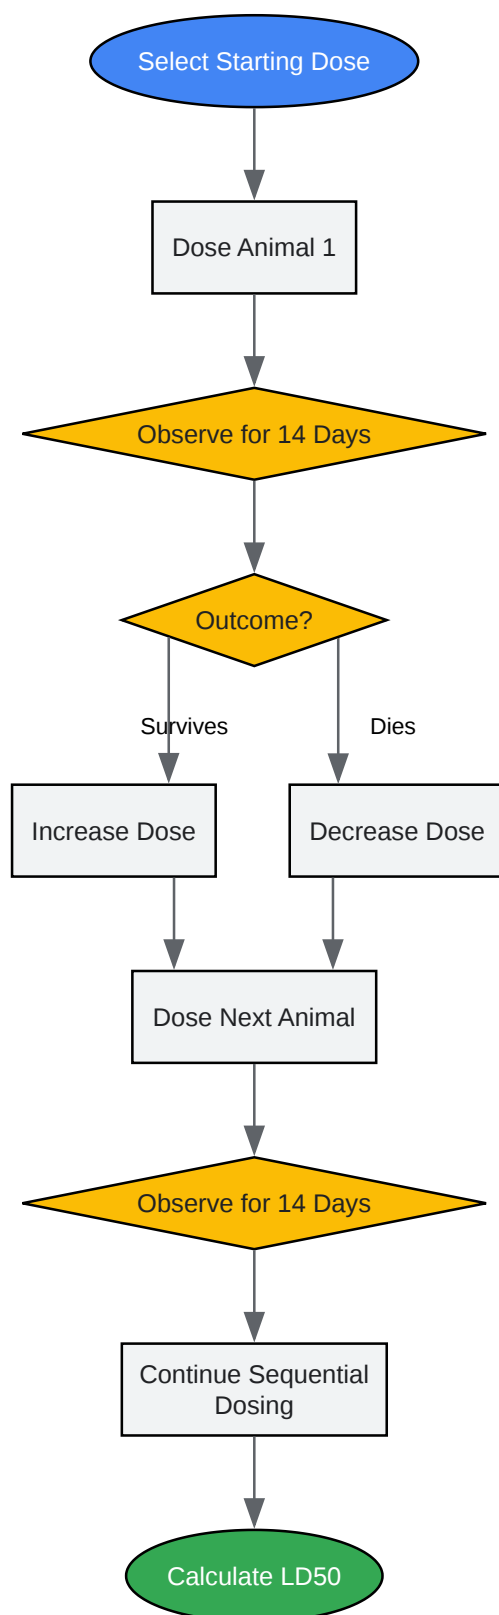 Select Starting Dose
Dose Animal 1
Observe for 14 Days
Outcome?
Survives
Dies
Increase Dose
Decrease Dose
Dose Next Animal
Observe for 14 Days
Continue Sequential
Dosing
Calculate LD50